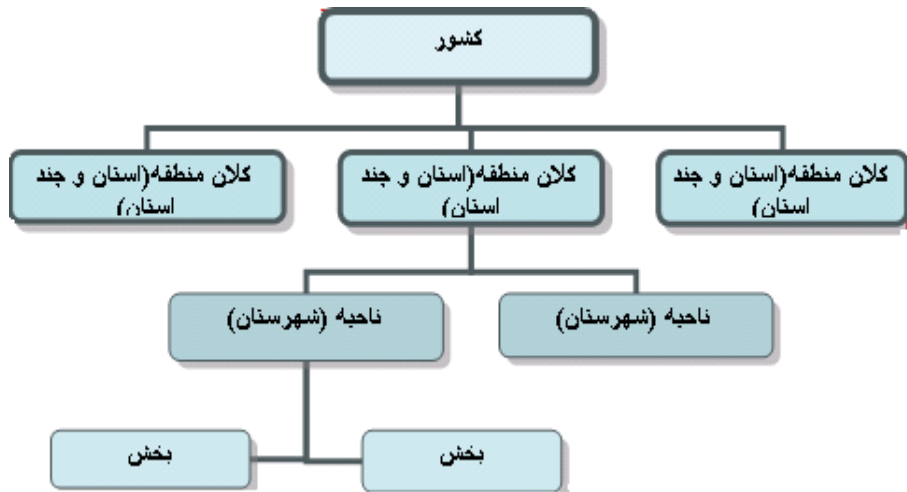 کشور
کلان منطقه(استان و چند
استان)
کلان منطقه(استان و چند
استان)
کلان منطقه(استان و چند
استان)
ناحیه (شهرستان)
ناحیه (شهرستان)
بخش
بخش